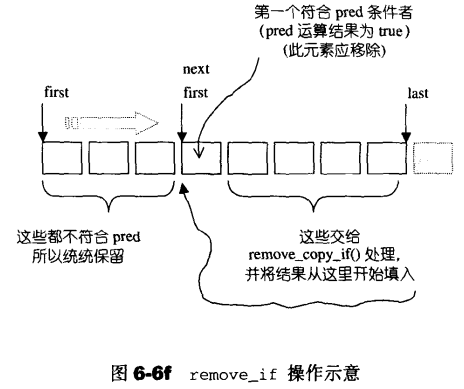 第一个符合 pred 条件者
(pred 运算结果为 true)
(此元素应移除)
next
first
first
last
这些都不符合 pred
所以统统保留
这些交给
remove_copy_if() 处理,
并将结果从这里开始填入
图 6-6f remove_if 操作示意